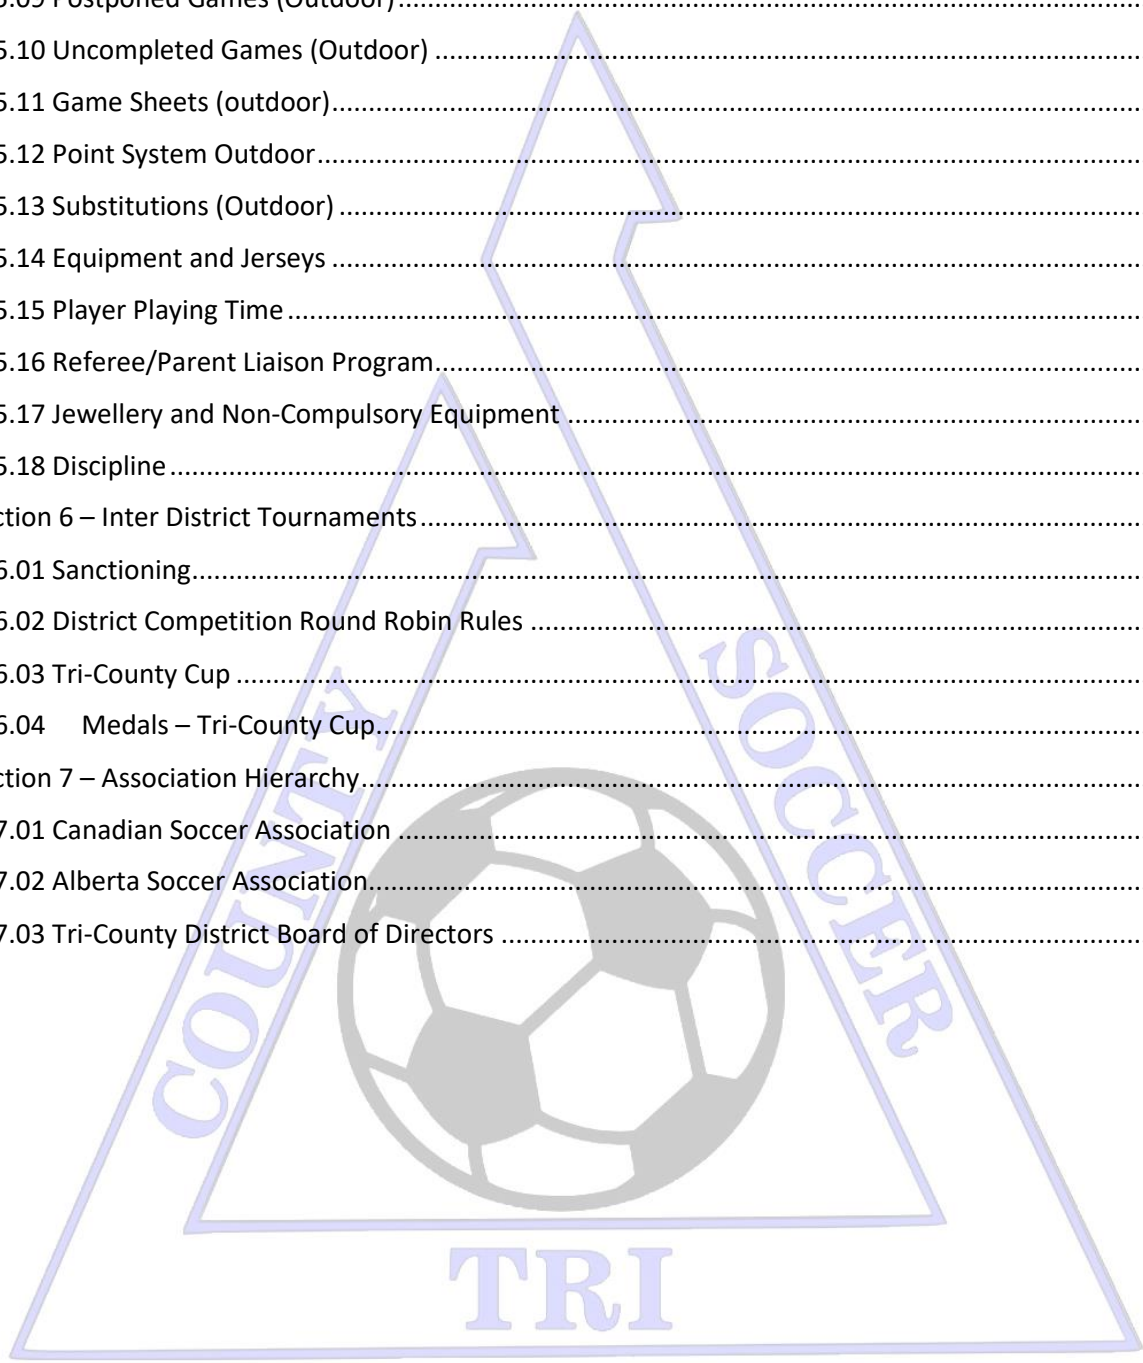 5.09 Postponed Games (Outdoor)
5.10 Uncompleted Games (Outdoor)
5.11 Game Sheets (outdoor)
5.12 Point System Outdoor
5.13 Substitutions (Outdoor)
5.14 Equipment and Jerseys
5.15 Player Playing Time
5.16 Referee/Parent Liaison Program
5.17 Jewellery and Non-Compulsory Equipment
5.18 Discipline
ction 6 – Inter District Tournaments
6.01 Sanctioning
6.02 District Competition Round Robin Rules
6.03 Tri-County Cup
6.04 Medals – Tri-County Cup
ction 7 – Association Hierarchy
7.01 Canadian Soccer Association
7.02 Alberta Soccer Association
7.03 Tri-County District Board of Directors
COUNTY
SOCCER
TRI